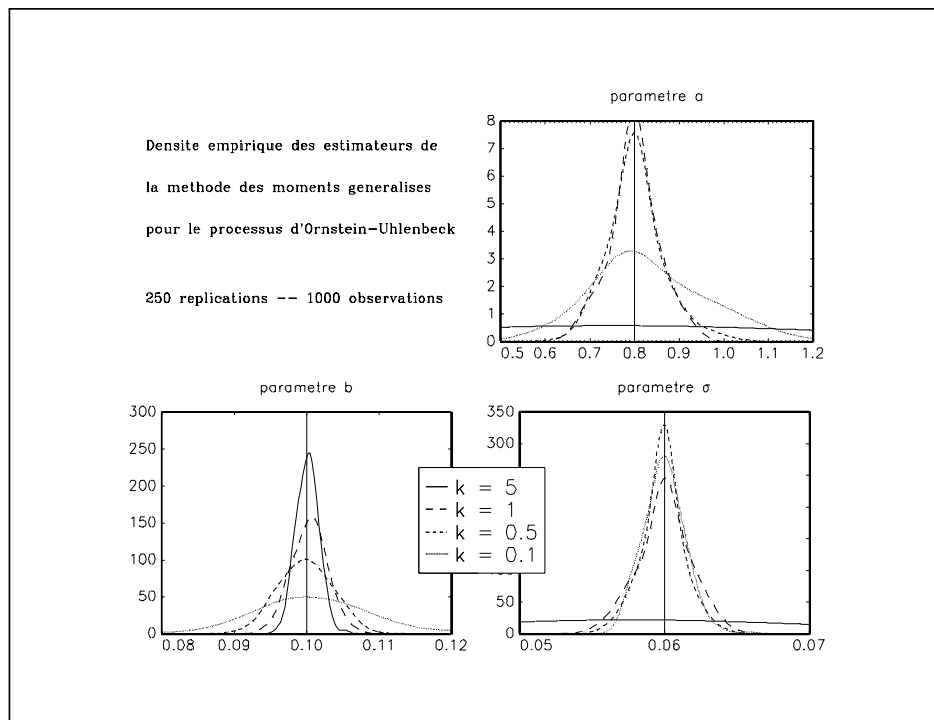 parametre a
Densite empirique des estimateurs de
la methode des moments generalises
pour le processus d'Ornstein-Uhlenbeck
250 replications -- 1000 observations
8
7
6
5
4
3
2
1
0
0.5 0.6 0.7 0.8 0.9 1.0 1.1 1.2
parametre b
300
250
200
150
100
50
0
0.08 0.09 0.10 0.11 0.12
k = 5
k = 1
k = 0.5
k = 0.1
parametre σ
350
300
50
0
0.05 0.06 0.07